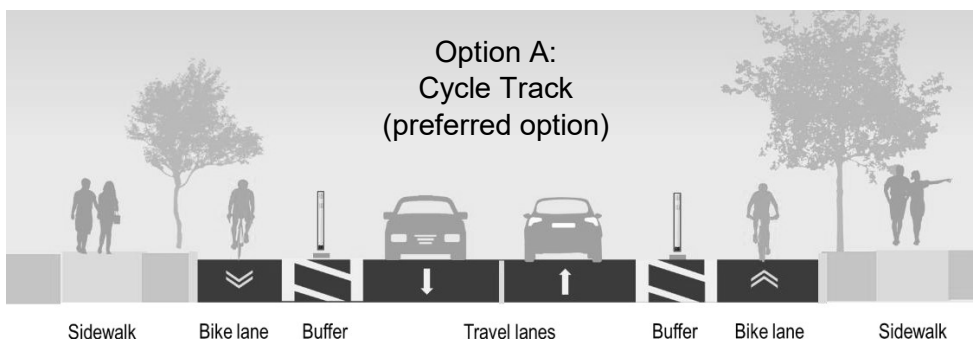 Option A:
Cycle Track
(preferred option)
Sidewalk Bike lane Buffer Travel lanes Buffer Bike lane Sidewalk